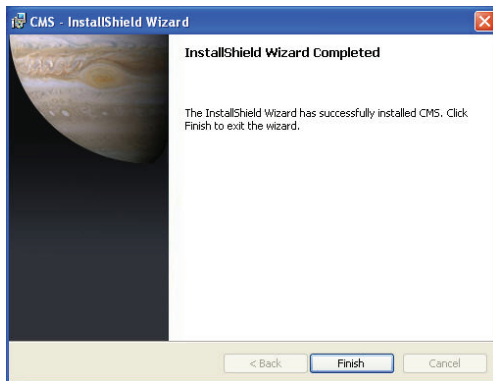 CMS - InstallShield Wizard
InstallShield Wizard Completed
The InstallShield Wizard has successfully installed CMS. Click
Finish to exit the wizard.
< Back
Finish
Cancel